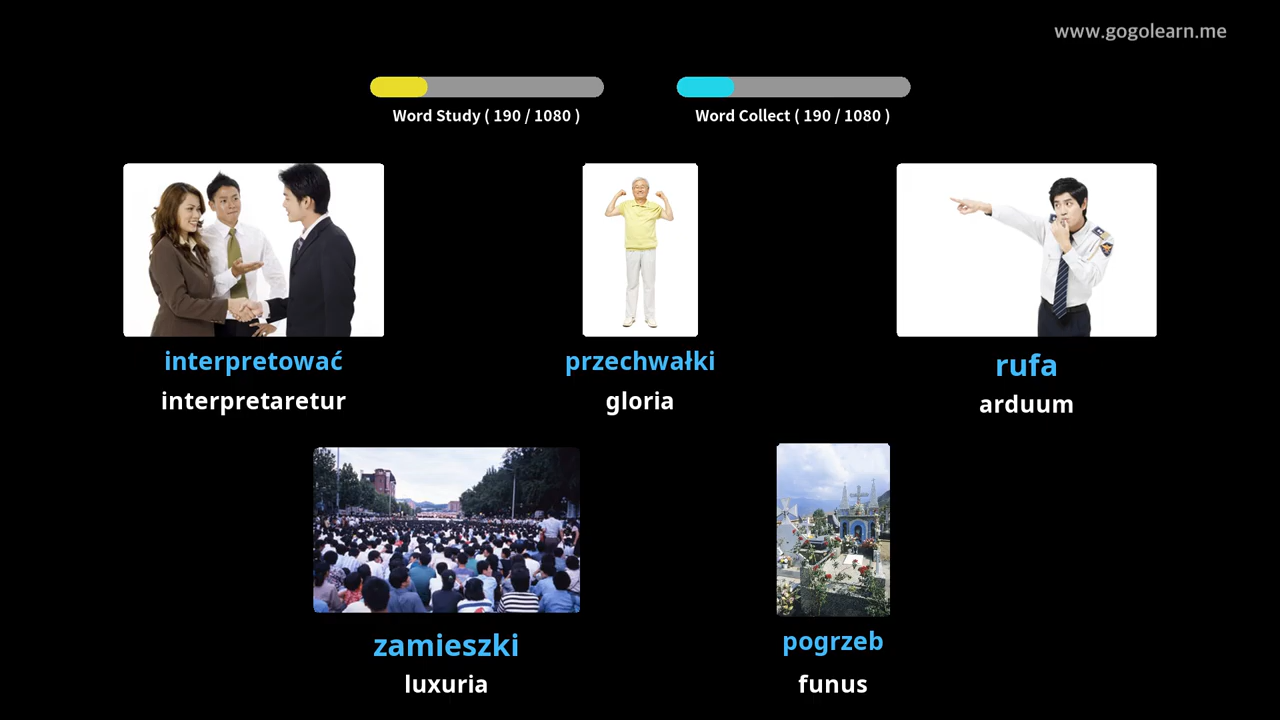 www.gogolearn.me
Word Study ( 190 / 1080 )
Word Collect ( 190 / 1080 )
interpretować
interpretaretur
przechwałki
gloria
rufa
arduum
zamieszki
luxuria
pogrzeb
funus